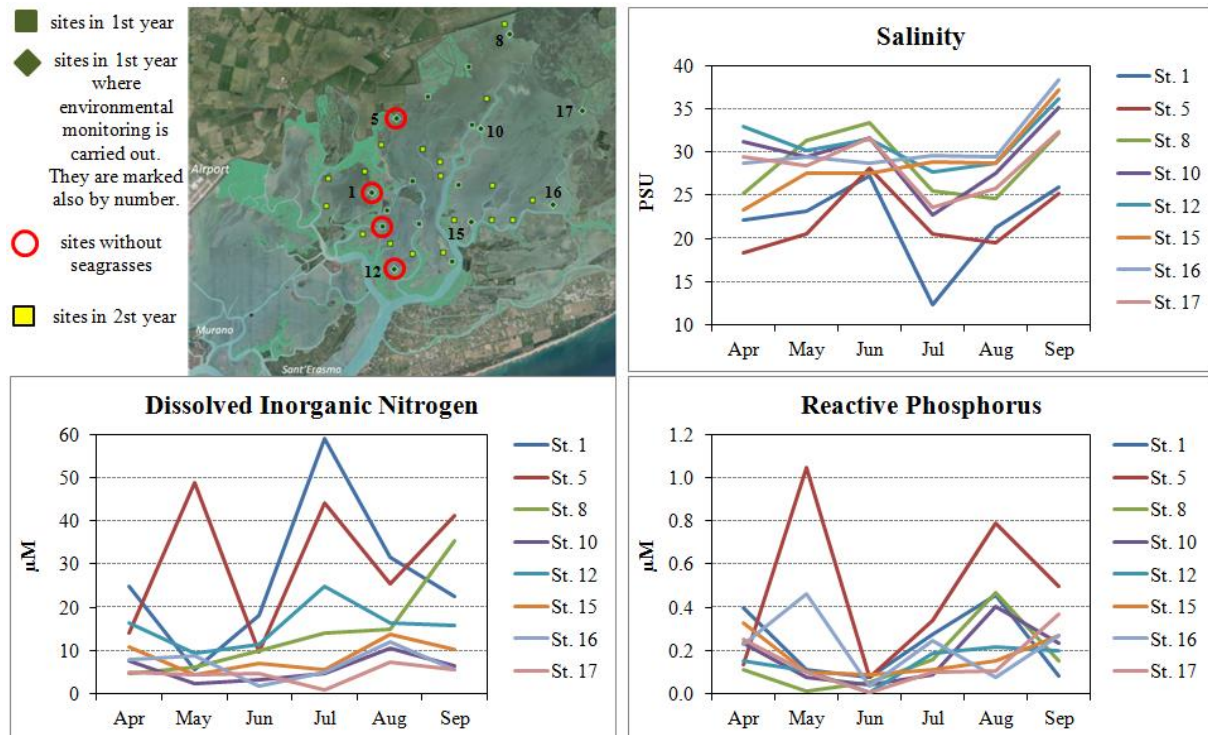 sites in 1st year
sites in 1st year
where
environmental
monitoring is
carried out.
They are marked
also by number.
sites without
seagrasses
sites in 2st year
8
17
5
10
Airport
1
16
15
12
Murano
Sant'Erasmo
Salinity
PSU
40
35
30
25
20
15
10
Apr May Jun Jul Aug Sep
St. 1
St. 5
St. 8
St. 10
St. 12
St. 15
St. 16
St. 17
Dissolved Inorganic Nitrogen
µM
60
50
40
30
20
10
0
Apr May Jun Jul Aug Sep
St. 1
St. 5
St. 8
St. 10
St. 12
St. 15
St. 16
St. 17
Reactive Phosphorus
µM
1.2
1.0
0.8
0.6
0.4
0.2
0.0
Apr May Jun Jul Aug Sep
St. 1
St. 5
St. 8
St. 10
St. 12
St. 15
St. 16
St. 17